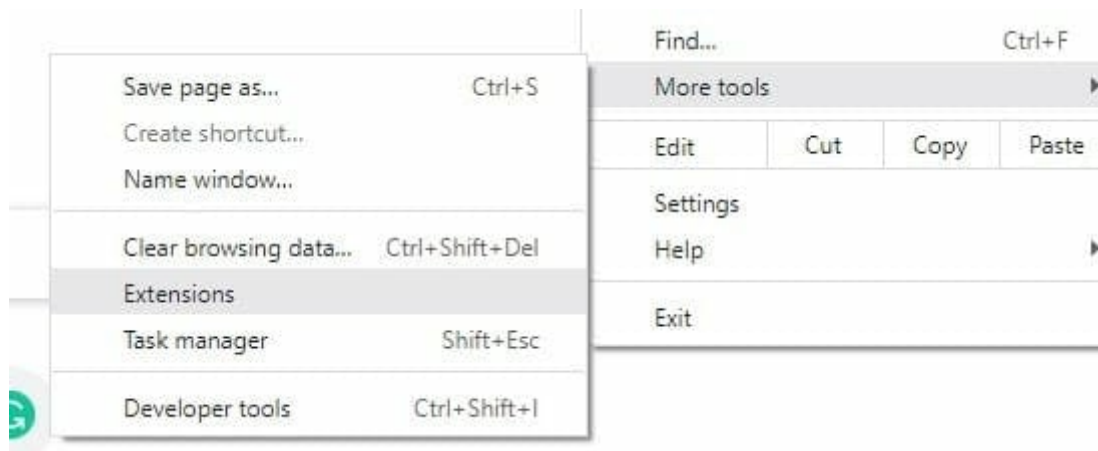 Find... Ctrl+F
More tools
Edit Cut Copy Paste
Settings
Help
Exit
Save page as... Ctrl+S
Create shortcut...
Name window...
Clear browsing data... Ctrl+Shift+Del
Extensions
Task manager Shift+Esc
Developer tools Ctrl+Shift+I